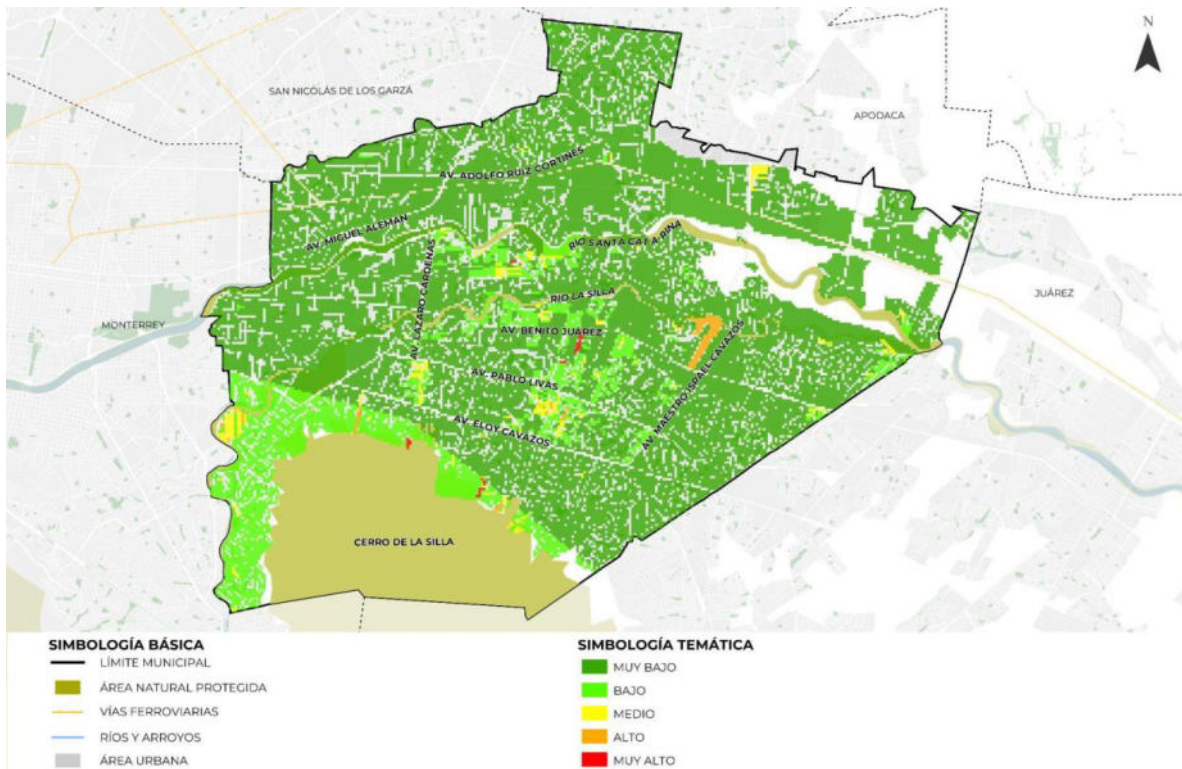 N
SAN NICOLÁS DE LOS GARZA
APODACA
AV. ADOLFO RUIZ CORTINES
AV. MIGUEL ALEMÁN
RÍO SANTA CATARINA
AV. LÁZARO CÁRDENAS
RÍO LA SILLA
JUÁREZ
MONTERREY
AV. BENITO JUÁREZ
AV. PABLO LIVAS
AV. MAESTRO ISRAEL CAVAZOS
AV. ELOY CAVAZOS
CERRO DE LA SILLA
SIMBOLOGÍA BÁSICA
LÍMITE MUNICIPAL
ÁREA NATURAL PROTEGIDA
VÍAS FERROVIARIAS
RÍOS Y ARROYOS
ÁREA URBANA
SIMBOLOGÍA TEMÁTICA
MUY BAJO
BAJO
MEDIO
ALTO
MUY ALTO